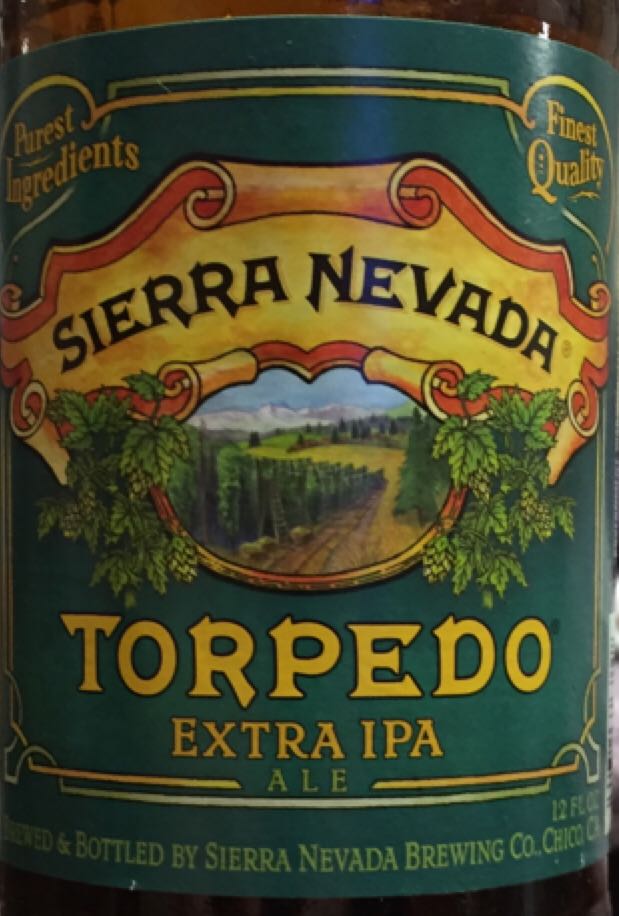 Purest
Ingredients
Finest
Quality
SIERRA NEVADA®
TORPEDO®
EXTRA IPA
ALE
12 FL. OZ.
BREWED & BOTTLED BY SIERRA NEVADA BREWING CO., CHICO, CA